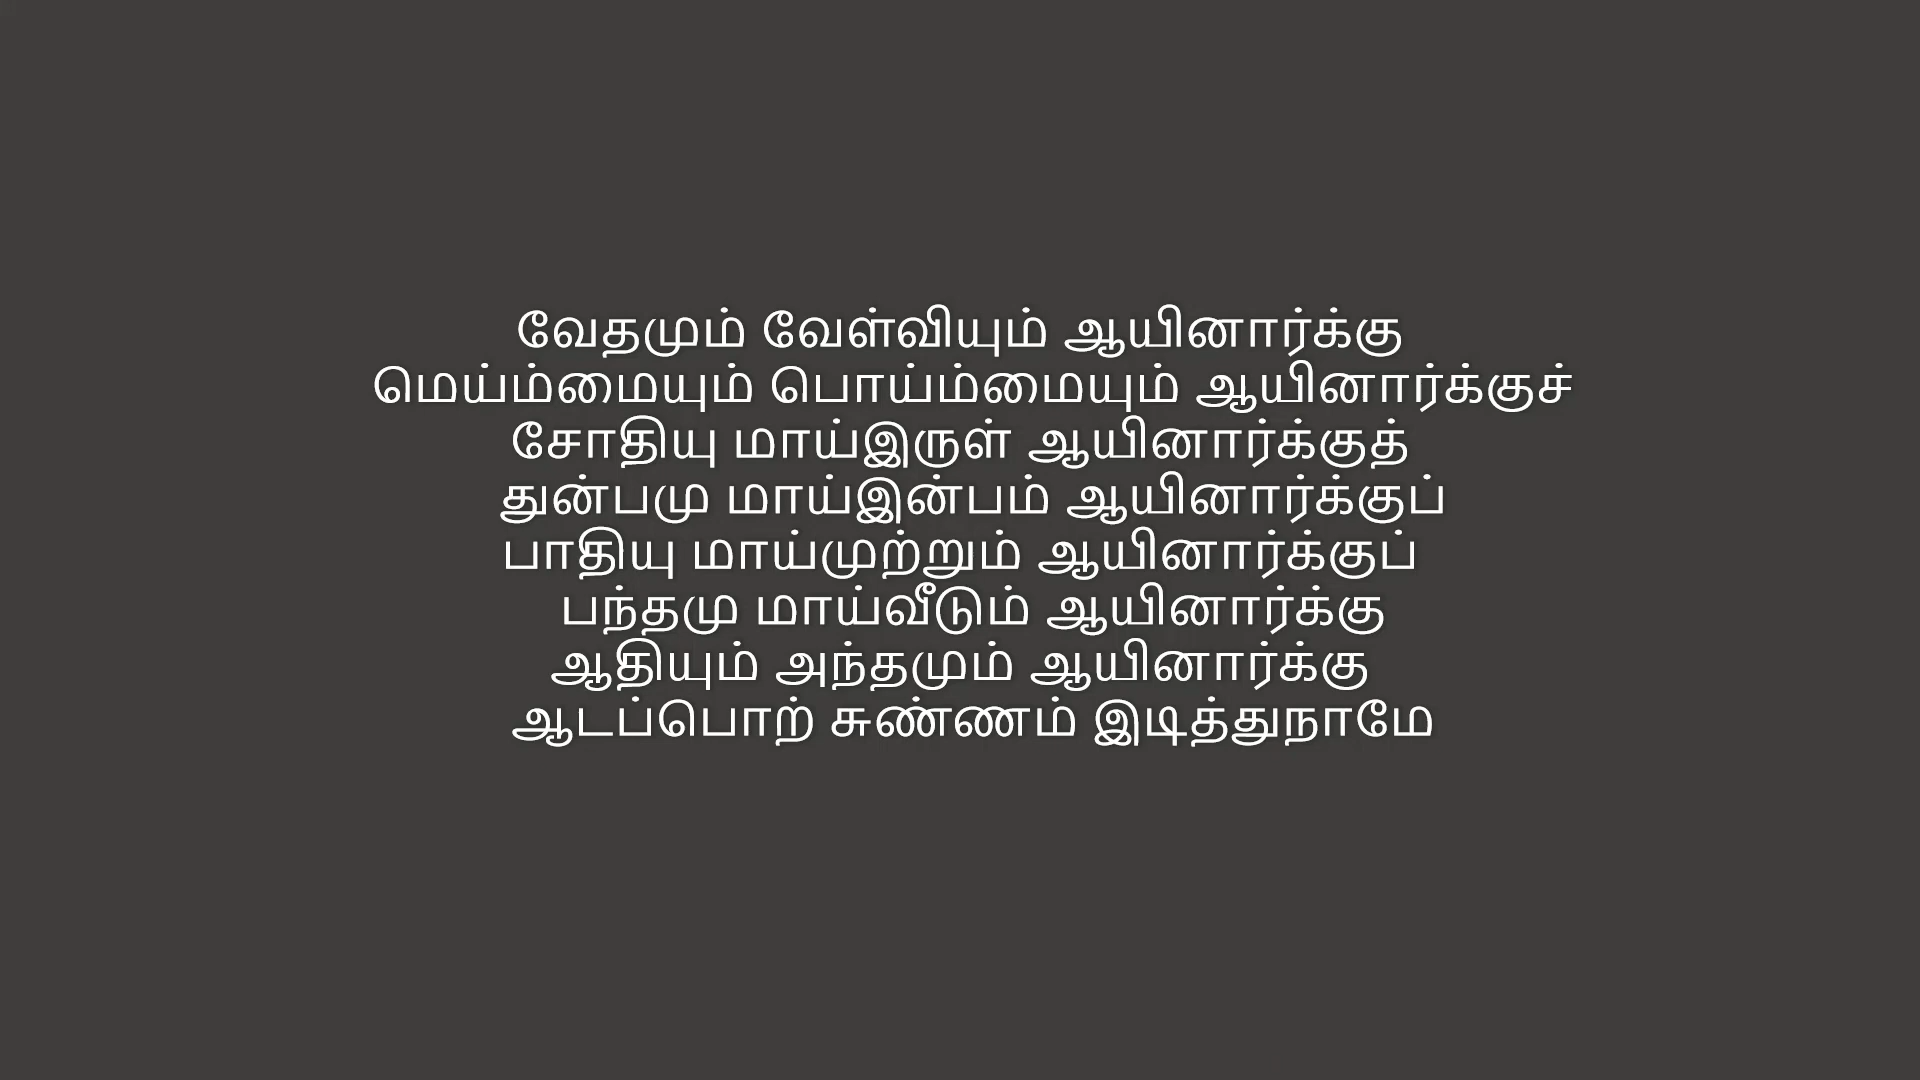 வேதமும் வேள்வியும் ஆயினார்க்கு
மெய்ம்மையும் பொய்ம்மையும் ஆயினார்க்குச்
சோதியு மாய்இருள் ஆயினார்க்குத்
துன்பமு மாய்இன்பம் ஆயினார்க்குப்
பாதியு மாய்முற்றும் ஆயினார்க்குப்
பந்தமு மாய்வீடும் ஆயினார்க்கு
ஆதியும் அந்தமும் ஆயினார்க்கு
ஆடப்பொற் சுண்ணம் இடித்துநாமே